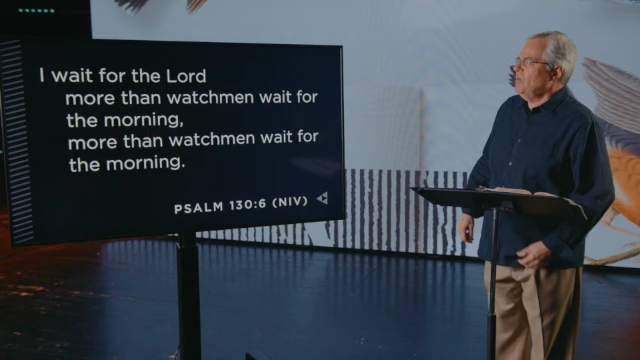 I wait for the Lord
more than watchmen wait for
the morning,
more than watchmen wait for
the morning.
PSALM 130:6 (NIV)